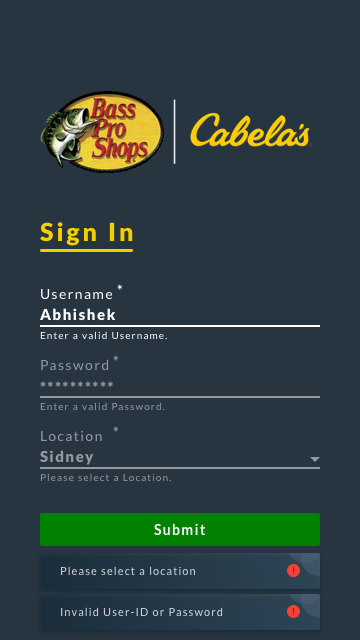 Bass
Pro
Shops
Cabela's
Sign In
Username *
Abhishek
Enter a valid Username.
Password *
**********
Enter a valid Password.
Location *
Sidney
Please select a Location.
Submit
Please select a location
Invalid User-ID or Password